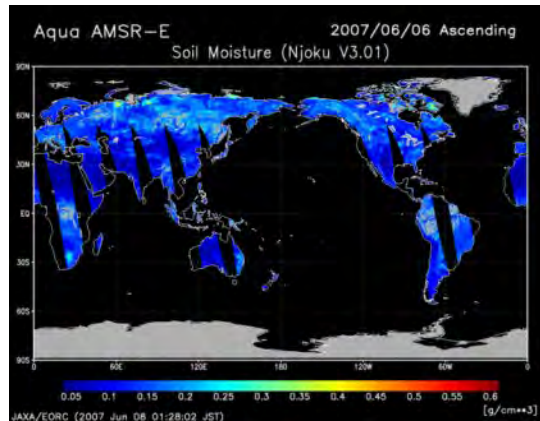 Aqua AMSR-E 2007/06/06 Ascending
Soil Moisture (Njoku V3.01)
90N
60N
30N
EQ
30S
60S
90S
0 60E 120E 180 120W 60W 0
0.05 0.1 0.15 0.2 0.25 0.3 0.35 0.4 0.45 0.5 0.55 0.6
[g/cm**3]
JAXA/EORC (2007 Jun 08 01:28:02 JST)